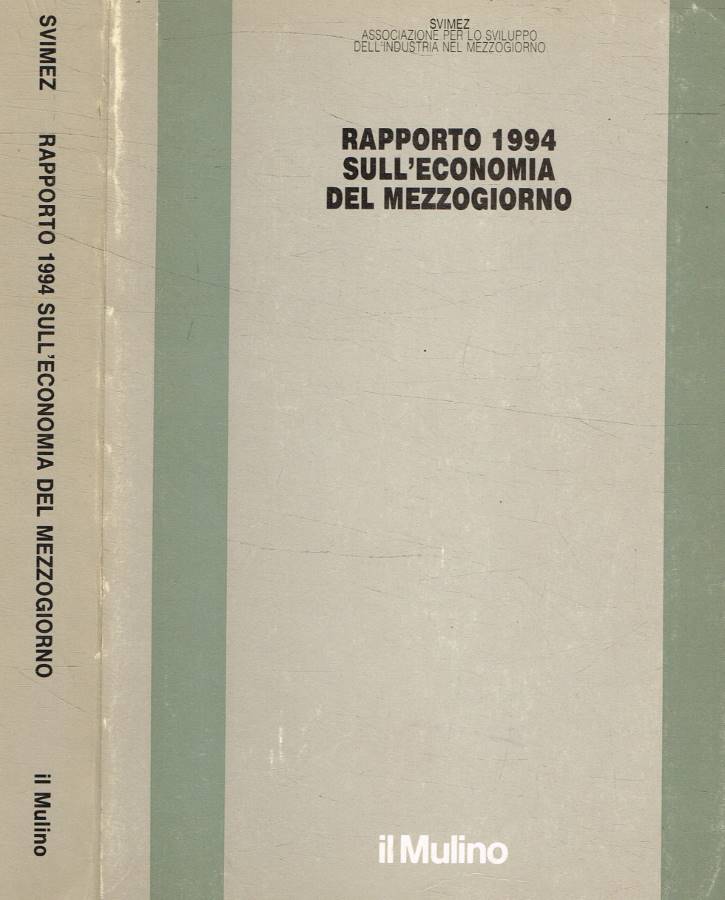 SVIMEZ RAPPORTO 1994 SULL'ECONOMIA DEL MEZZOGIORNO il Mulino
SVIMEZ
ASSOCIAZIONE PER LO SVILUPPO
DELL'INDUSTRIA NEL MEZZOGIORNO
RAPPORTO 1994
SULL'ECONOMIA
DEL MEZZOGIORNO
il Mulino